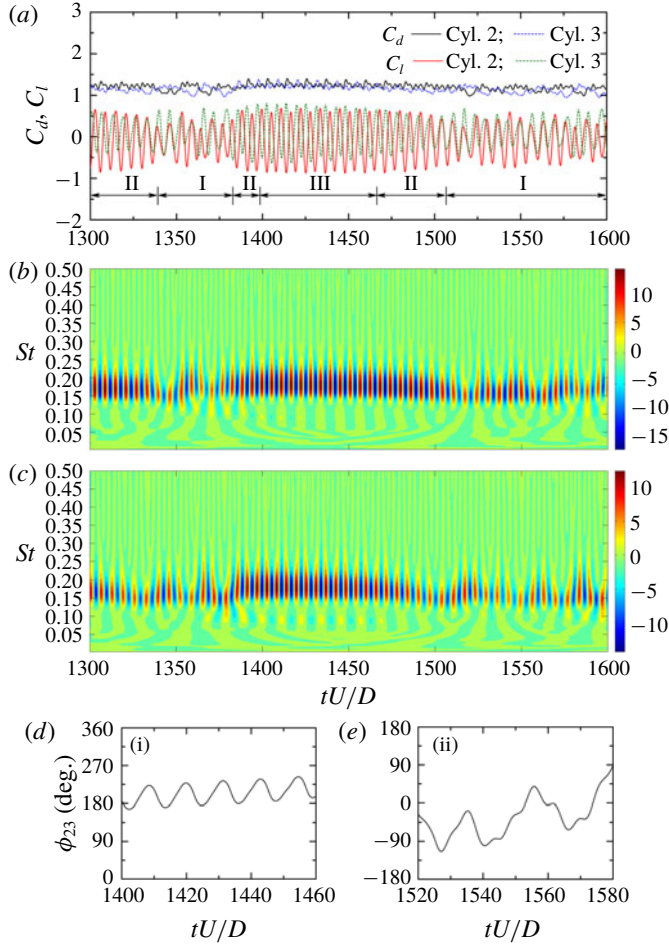 (a)
3
2
1
0
−1
−2
C_d, C_l
C_d — Cyl. 2; Cyl. 3
C_l — Cyl. 2; Cyl. 3
II I II III II I
1300 1350 1400 1450 1500 1550 1600
(b)
0.50
0.45
0.40
0.35
0.30
0.25
0.20
0.15
0.10
0.05
St
10
5
0
−5
−10
−15
(c)
0.50
0.45
0.40
0.35
0.30
0.25
0.20
0.15
0.10
0.05
St
10
5
0
−5
−10
1300 1350 1400 1450 1500 1550 1600
tU/D
(d)
(i)
360
270
180
90
0
ϕ23 (deg.)
1400 1420 1440 1460
tU/D
(e)
(ii)
180
90
0
−90
−180
1520 1540 1560 1580
tU/D